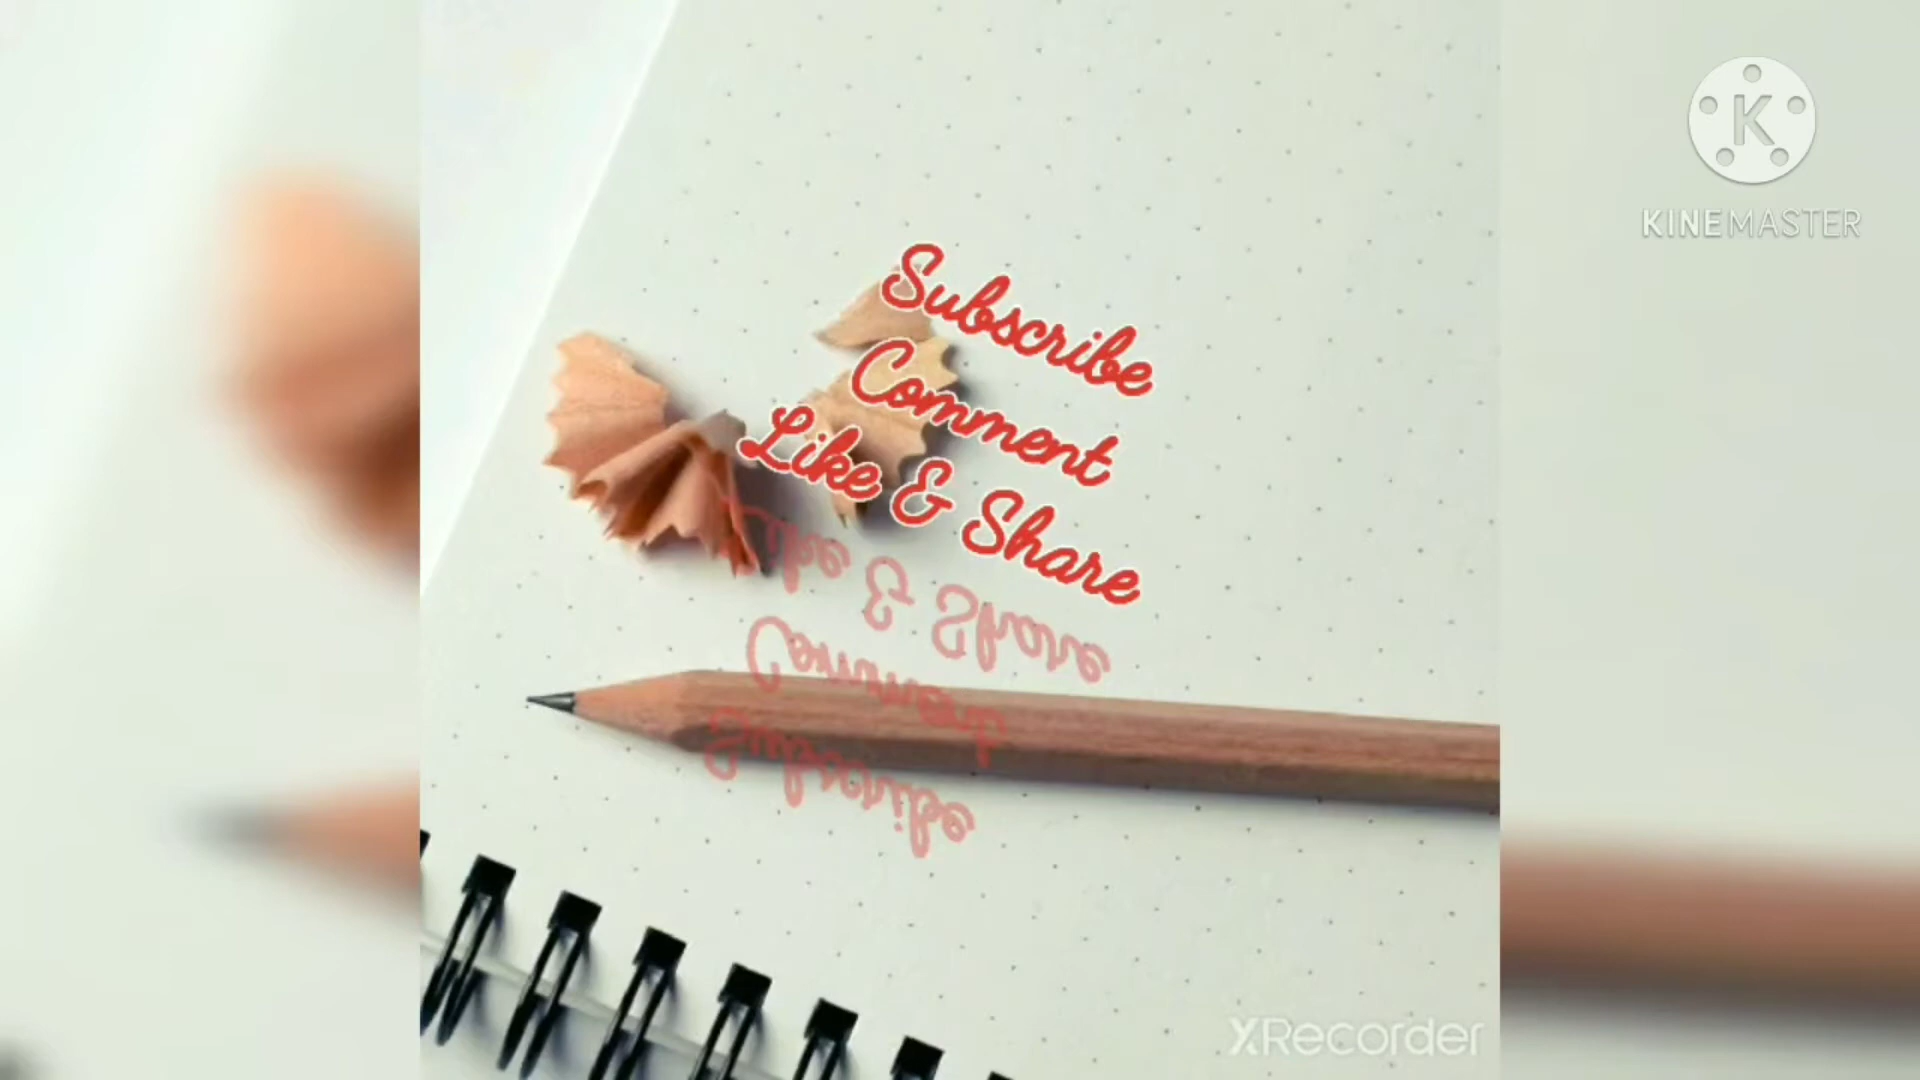 K
KINEMASTER
Subscribe
Comment
Like & Share
XRecorder